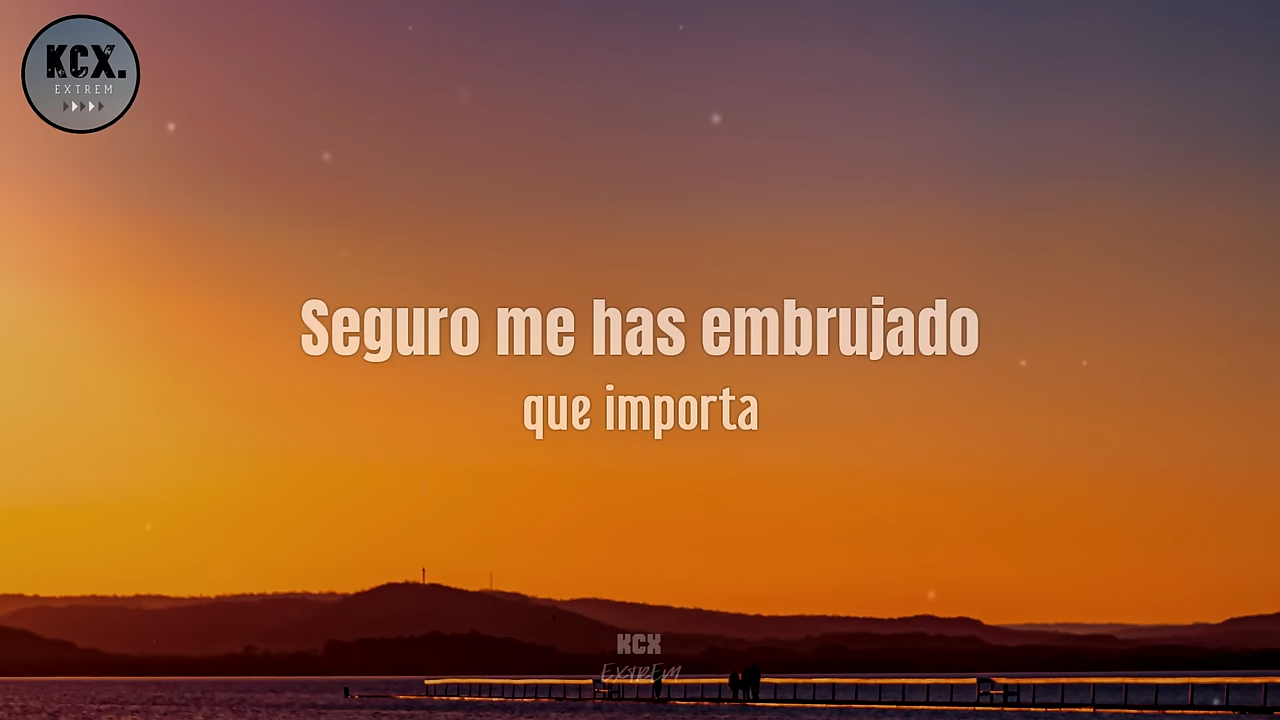 KCX.
EXTREM
Seguro me has embrujado
que importa
KCX
EXTREM